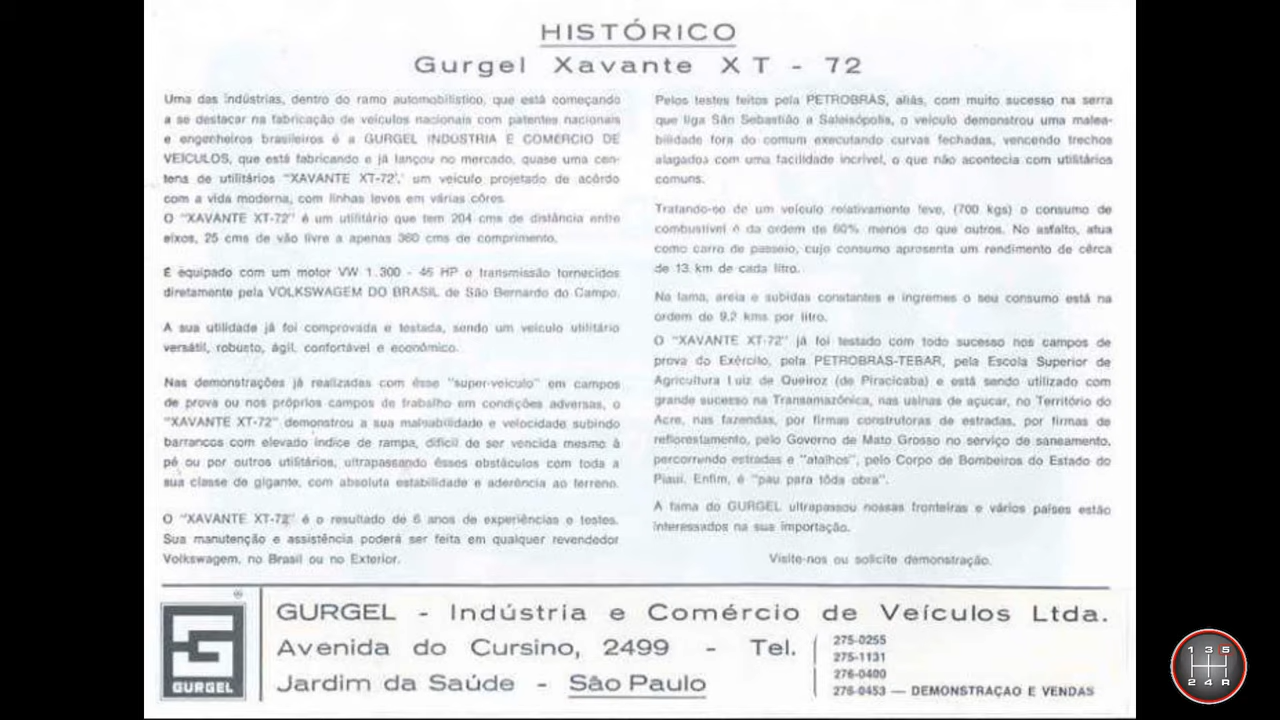 HISTÓRICO
Gurgel Xavante XT - 72
Uma das indústrias, dentro do ramo automobilístico, que está começando
a se destacar na fabricação de veículos nacionais com patentes nacionais
e engenheiros brasileiros é a GURGEL INDÚSTRIA E COMÉRCIO DE
VEÍCULOS, que está fabricando e já lançou no mercado, quase uma cen-
tena de utilitários "XAVANTE XT-72", um veículo projetado de acôrdo
com a vida moderna, com linhas leves em várias côres.
O "XAVANTE XT-72" é um utilitário que tem 204 cms de distância entre
eixos, 25 cms de vão livre a apenas 360 cms de comprimento.
É equipado com um motor VW 1.300 - 46 HP e transmissão fornecidos
diretamente pela VOLKSWAGEM DO BRASIL de São Bernardo do Campo.
A sua utilidade já foi comprovada e testada, sendo um veículo utilitário
versátil, robusto, ágil, confortável e econômico.
Nas demonstrações já realizadas com êsse "super-veículo" em campos
de prova ou nos próprios campos de trabalho em condições adversas, o
"XAVANTE XT-72" demonstrou a sua maleabilidade e velocidade subindo
barrancos com elevado índice de rampa, difícil de ser vencida mesmo à
pé ou por outros utilitários, ultrapassando êsses obstáculos com toda a
sua classe de gigante, com absoluta estabilidade e aderência ao terreno.
O "XAVANTE XT-72" é o resultado de 6 anos de experiências e testes.
Sua manutenção e assistência poderá ser feita em qualquer revendedor
Volkswagem, no Brasil ou no Exterior.
Pelos testes feitos pela PETROBRÁS, aliás, com muito sucesso na serra
que liga São Sebastião a Salesópolis, o veículo demonstrou uma malea-
bilidade fora do comum executando curvas fechadas, vencendo trechos
alagados com uma facilidade incrível, o que não acontecia com utilitários
comuns.
Tratando-se de um veículo relativamente leve, (700 kgs) o consumo de
combustível é da ordem de 60% menos do que outros. No asfalto, atua
como carro de passeio, cujo consumo apresenta um rendimento de cêrca
de 13 km de cada litro.
Na lama, areia e subidas constantes e ingremes o seu consumo está na
ordem de 9,2 kms por litro.
O "XAVANTE XT-72" já foi testado com todo sucesso nos campos de
prova do Exército, pela PETROBRÁS-TEBAR, pela Escola Superior de
Agricultura Luiz de Queiroz (de Piracicaba) e está sendo utilizado com
grande sucesso na Transamazônica, nas usinas de açucar, no Território do
Acre, nas fazendas, por firmas construtoras de estradas, por firmas de
reflorestamento, pelo Governo de Mato Grosso no serviço de saneamento,
percorrendo estradas e "atalhos", pelo Corpo de Bombeiros do Estado do
Piauí. Enfim, é "pau para tôda obra".
A fama do GURGEL ultrapassou nossas fronteiras e vários países estão
interessados na sua importação.
Visite-nos ou solicite demonstração.
®
GURGEL
GURGEL - Indústria e Comércio de Veículos Ltda.
Avenida do Cursino, 2499 - Tel.
Jardim da Saúde - São Paulo
275-0255
275-1131
276-0400
276-0453 — DEMONSTRAÇÃO E VENDAS
1 3 5
2 4 R